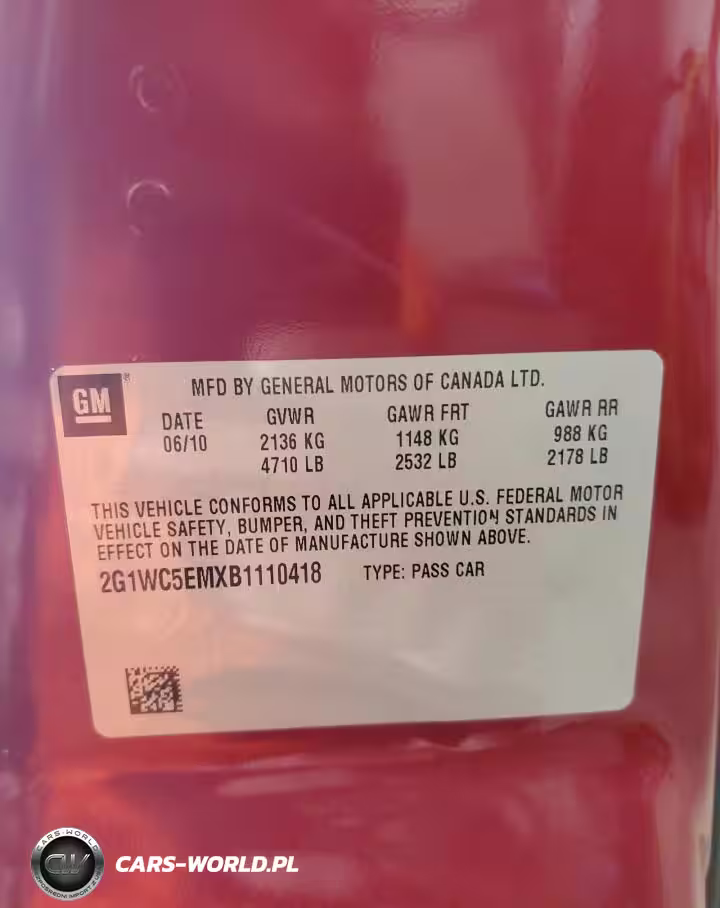 GM®
MFD BY GENERAL MOTORS OF CANADA LTD.
DATE GVWR GAWR FRT GAWR RR
06/10 2136 KG 1148 KG 988 KG
4710 LB 2532 LB 2178 LB
THIS VEHICLE CONFORMS TO ALL APPLICABLE U.S. FEDERAL MOTOR
VEHICLE SAFETY, BUMPER, AND THEFT PREVENTION STANDARDS IN
EFFECT ON THE DATE OF MANUFACTURE SHOWN ABOVE.
2G1WC5EMXB1110418 TYPE: PASS CAR
CARS-WORLD
CW
CARS-WORLD.PL